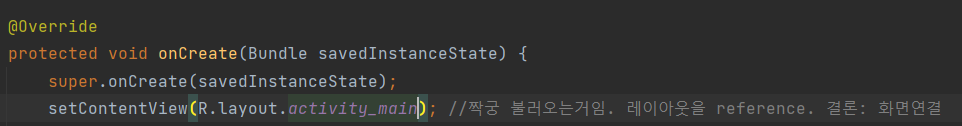 @Override
protected void onCreate(Bundle savedInstanceState) {
super.onCreate(savedInstanceState);
setContentView(R.layout.activity_main); //짝궁 불러오는거임. 레이아웃을 reference. 결론: 화면연결